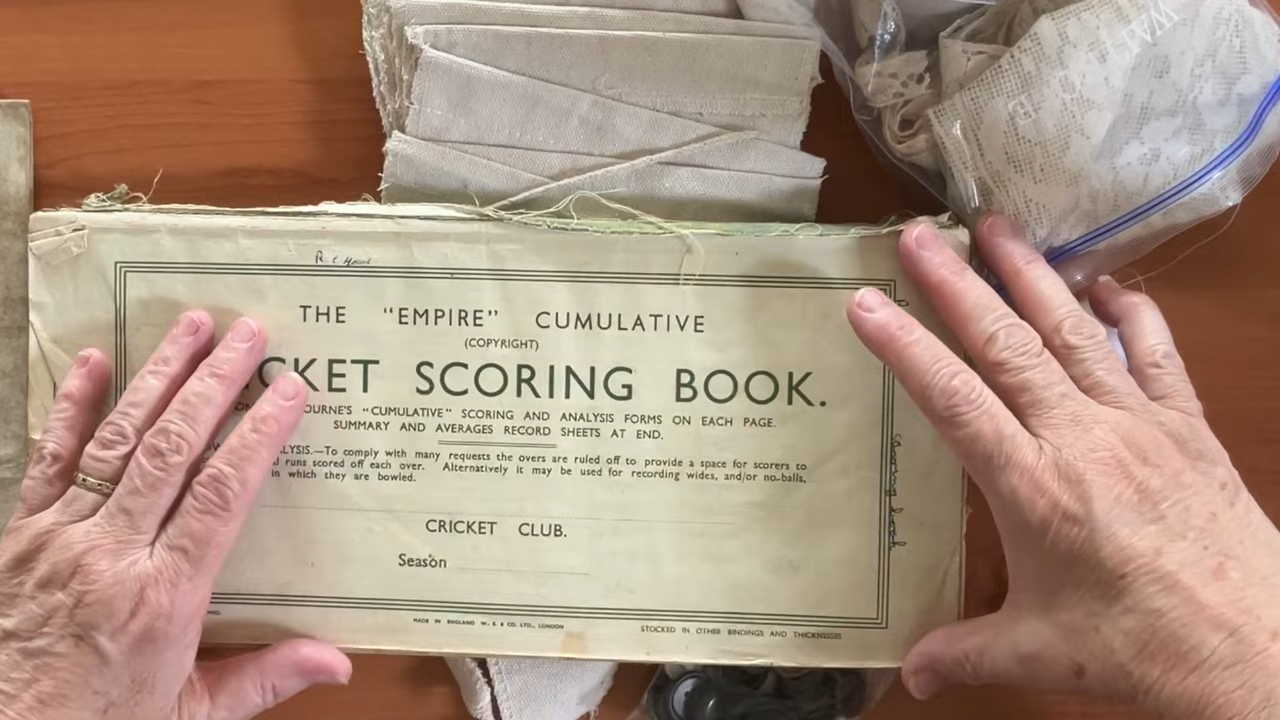 THE "EMPIRE" CUMULATIVE
(COPYRIGHT)
CKET SCORING BOOK.
OURNE'S "CUMULATIVE" SCORING AND ANALYSIS FORMS ON EACH PAGE.
SUMMARY AND AVERAGES RECORD SHEETS AT END.
LYSIS.—To comply with many requests the overs are ruled off to provide a space for scorers to
runs scored off each over. Alternatively it may be used for recording wides, and/or no-balls,
in which they are bowled.
CRICKET CLUB.
Season
MADE IN ENGLAND W. S. & CO. LTD., LONDON
STOCKED IN OTHER BINDINGS AND THICKNESSES